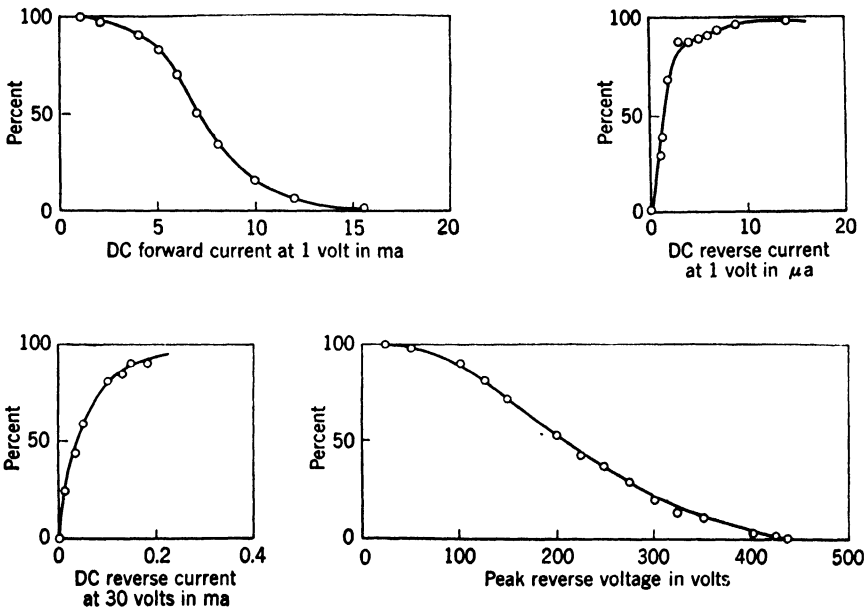 100
50
0
Percent
0 5 10 15 20
DC forward current at 1 volt in ma
100
50
0
Percent
0 10 20
DC reverse current
at 1 volt in μa
100
50
0
Percent
0 0.2 0.4
DC reverse current
at 30 volts in ma
100
50
0
Percent
0 100 200 300 400 500
Peak reverse voltage in volts